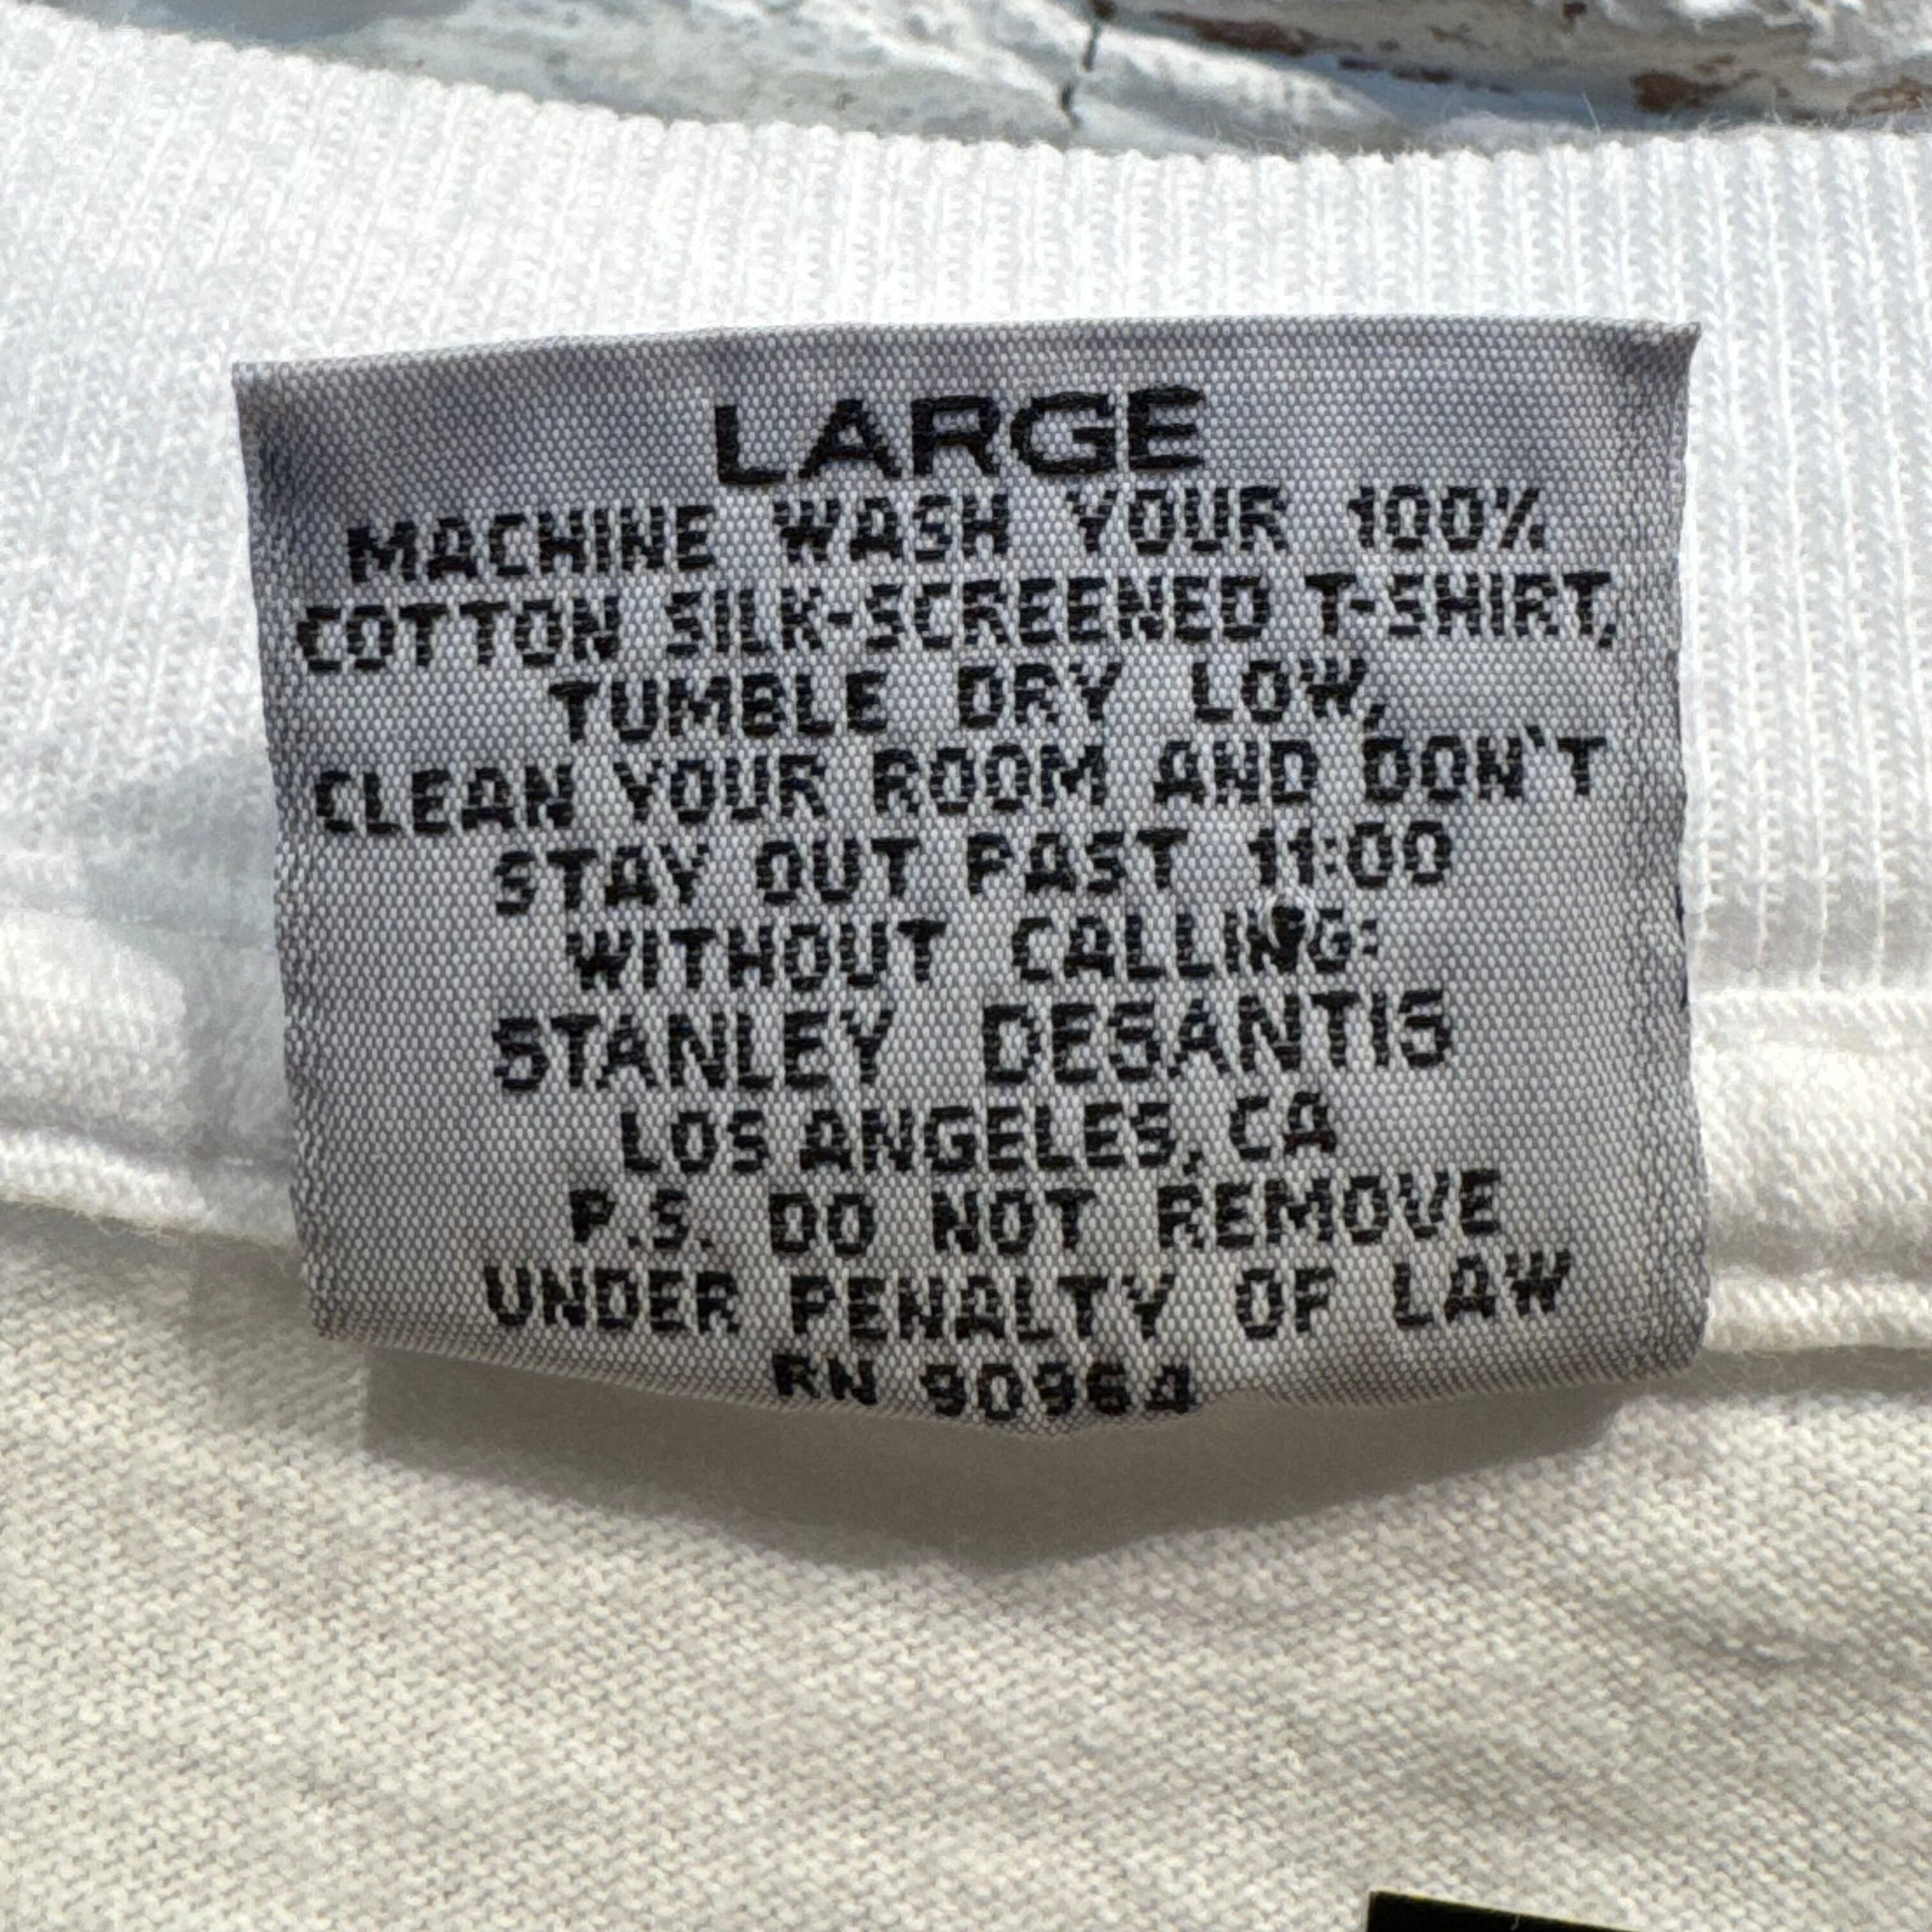 LARGE
MACHINE WASH YOUR 100%
COTTON SILK-SCREENED T-SHIRT,
TUMBLE DRY LOW,
CLEAN YOUR ROOM AND DON'T
STAY OUT PAST 11:00
WITHOUT CALLING:
STANLEY DESANTIS
LOS ANGELES, CA
P.S. DO NOT REMOVE
UNDER PENALTY OF LAW
RN 90964